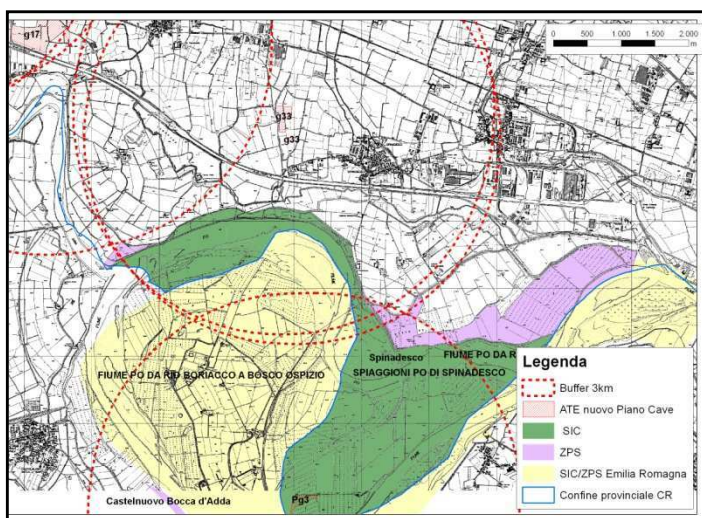 g17
0 500 1.000 2.000
m
g33
g33
Spinadesco
FIUME PO DA R
FIUME PO DA RIO BORIACCO A BOSCO OSPIZIO
SPIAGGIONI PO DI SPINADESCO
Castelnuovo Bocca d'Adda
Pg3
Legenda
Buffer 3km
ATE nuovo Piano Cave
SIC
ZPS
SIC/ZPS Emilia Romagna
Confine provinciale CR